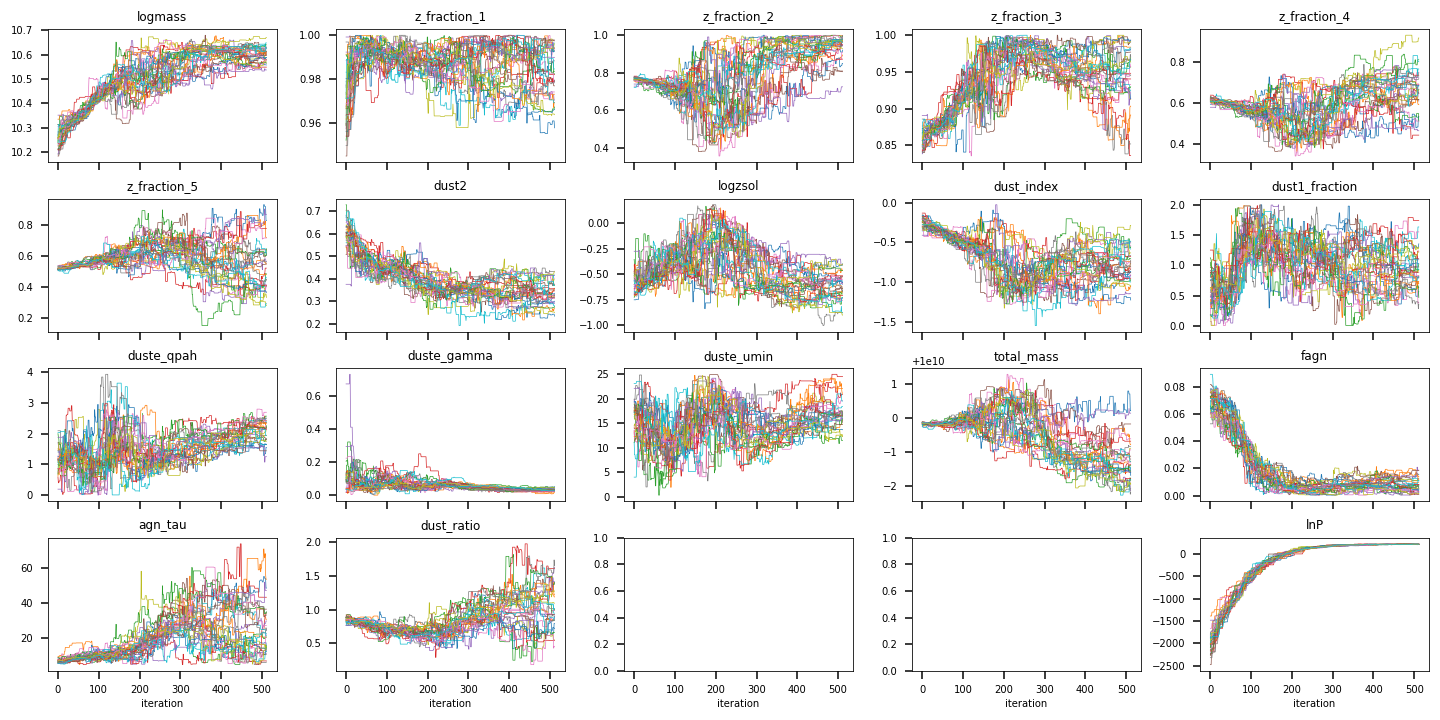 logmass z_fraction_1 z_fraction_2 z_fraction_3 z_fraction_4
10.7 1.00 1.0 1.00
10.6 0.8
10.5 0.98 0.8 0.95
10.4 0.6
10.3 0.96 0.6 0.90
10.2 0.4 0.85 0.4
0 100 200 300 400 500 0 100 200 300 400 500
z_fraction_5 dust2 logzsol dust_index dust1_fraction
0.8 0.7 0.00 0.0 2.0
0.6 0.6 −0.25 −0.5 1.5
0.5 −0.50 1.0
0.4 0.4 −0.75 −1.0 0.5
0.2 0.3 −1.00 −1.5 0.0
0.2
duste_qpah duste_gamma duste_umin total_mass fagn
+1e10
4 0.6 25 1 0.08
3 20 0.06
2 0.4 15 0 0.04
1 0.2 10 −1 0.02
0 0.0 5 −2 0.00
0
agn_tau dust_ratio lnP
60 2.0 1.0 1.0 0
40 1.5 0.8 0.8 −500
20 1.0 0.6 0.6 −1000
0.5 0.4 0.4 −1500
0.2 0.2 −2000
0.0 0.0 −2500
0 100 200 300 400 500 0 100 200 300 400 500 0 100 200 300 400 500
iteration iteration iteration iteration iteration